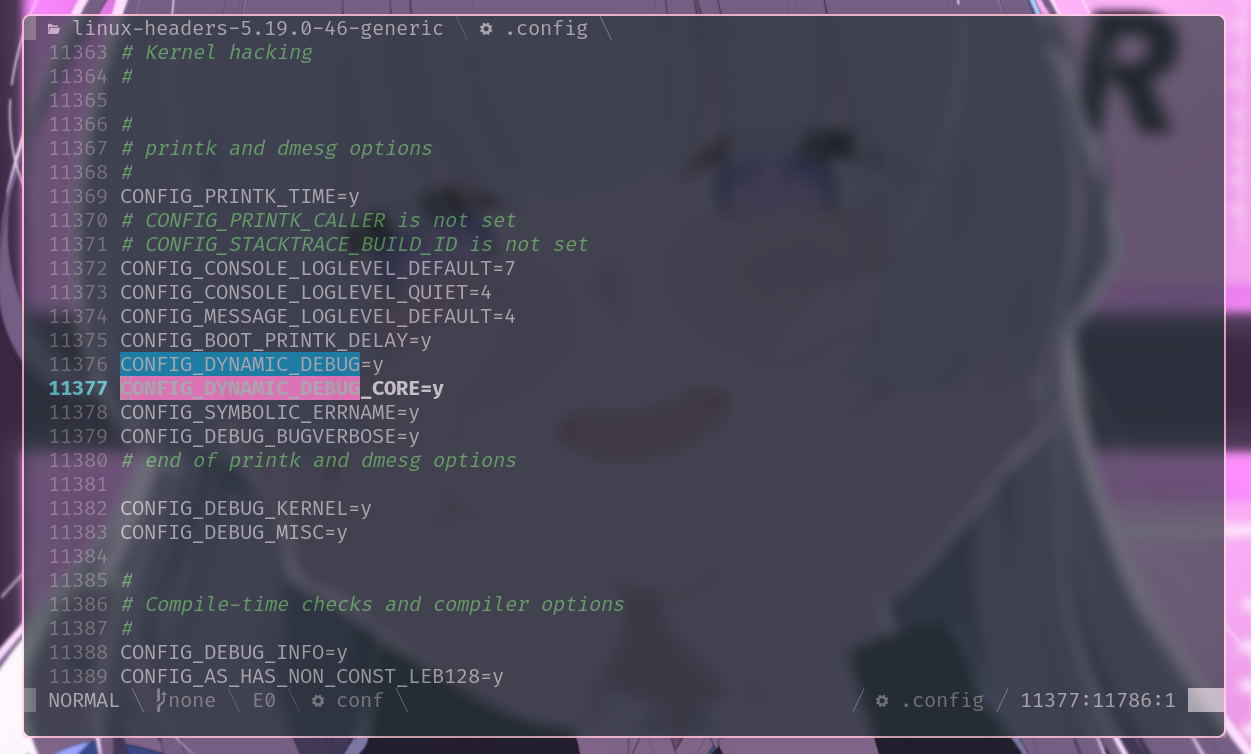 linux-headers-5.19.0-46-generic \ .config \
11363 # Kernel hacking
11364 #
11365
11366 #
11367 # printk and dmesg options
11368 #
11369 CONFIG_PRINTK_TIME=y
11370 # CONFIG_PRINTK_CALLER is not set
11371 # CONFIG_STACKTRACE_BUILD_ID is not set
11372 CONFIG_CONSOLE_LOGLEVEL_DEFAULT=7
11373 CONFIG_CONSOLE_LOGLEVEL_QUIET=4
11374 CONFIG_MESSAGE_LOGLEVEL_DEFAULT=4
11375 CONFIG_BOOT_PRINTK_DELAY=y
11376 CONFIG_DYNAMIC_DEBUG=y
11377 CONFIG_DYNAMIC_DEBUG_CORE=y
11378 CONFIG_SYMBOLIC_ERRNAME=y
11379 CONFIG_DEBUG_BUGVERBOSE=y
11380 # end of printk and dmesg options
11381
11382 CONFIG_DEBUG_KERNEL=y
11383 CONFIG_DEBUG_MISC=y
11384
11385 #
11386 # Compile-time checks and compiler options
11387 #
11388 CONFIG_DEBUG_INFO=y
11389 CONFIG_AS_HAS_NON_CONST_LEB128=y
NORMAL \ none \ E0 \ conf \ / .config / 11377:11786:1
R